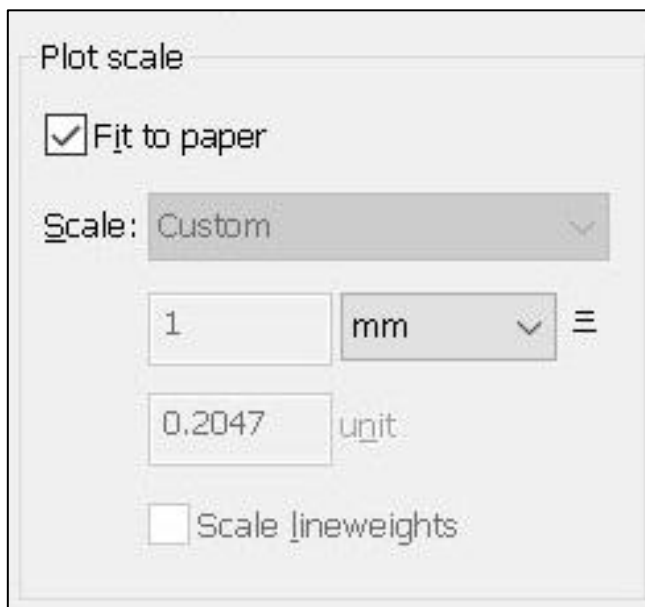 Plot scale
Fit to paper
Scale: Custom
1 mm =
0.2047 unit
Scale lineweights